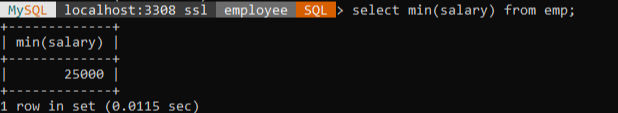 MySQL localhost:3308 ssl employee SQL > select min(salary) from emp;
+-------------+
| min(salary) |
+-------------+
|       25000 |
+-------------+
1 row in set (0.0115 sec)